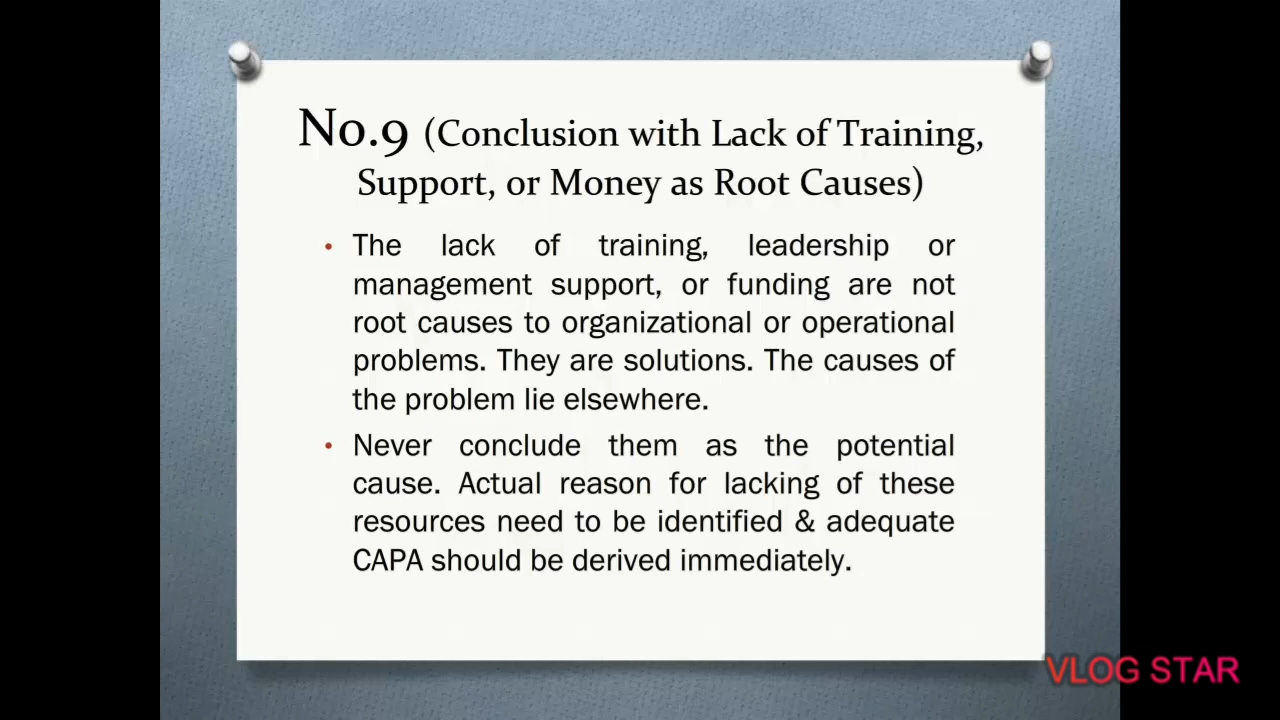 No.9 (Conclusion with Lack of Training,
Support, or Money as Root Causes)
• The lack of training, leadership or
management support, or funding are not
root causes to organizational or operational
problems. They are solutions. The causes of
the problem lie elsewhere.
• Never conclude them as the potential
cause. Actual reason for lacking of these
resources need to be identified & adequate
CAPA should be derived immediately.
VLOG STAR